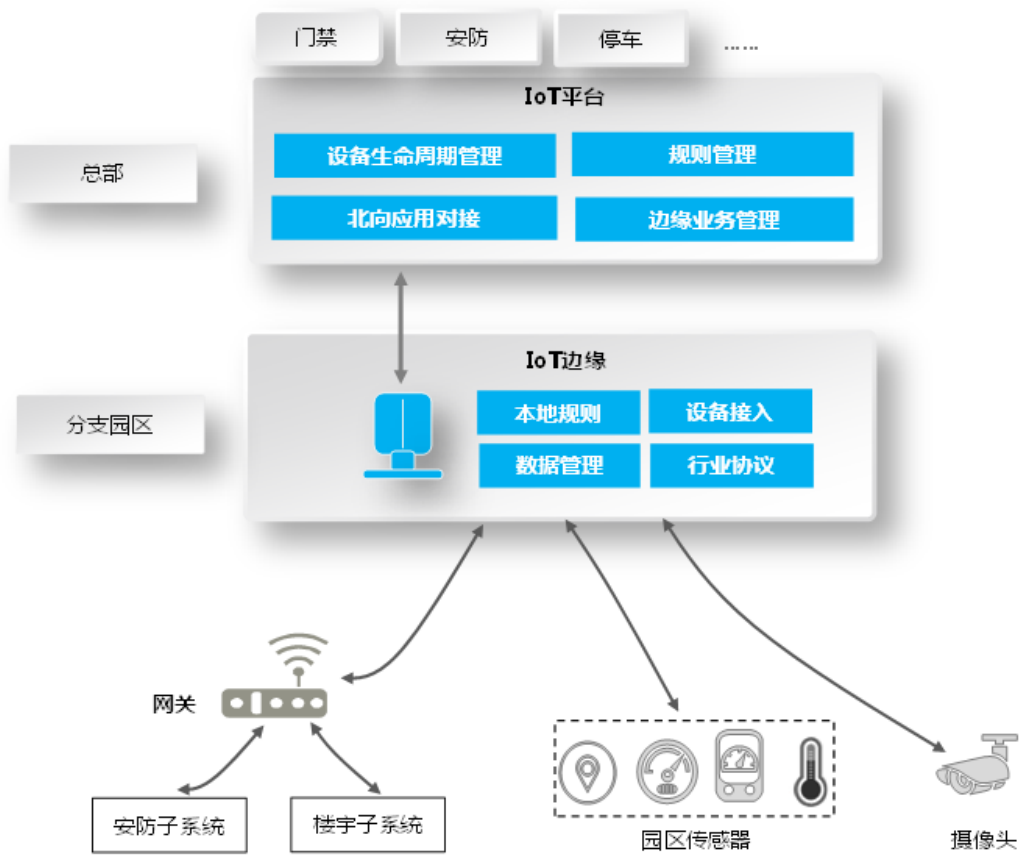 门禁
安防
停车
......
IoT平台
设备生命周期管理
规则管理
总部
北向应用对接
边缘业务管理
IoT边缘
本地规则
设备接入
分支园区
数据管理
行业协议
网关
安防子系统
楼宇子系统
园区传感器
摄像头